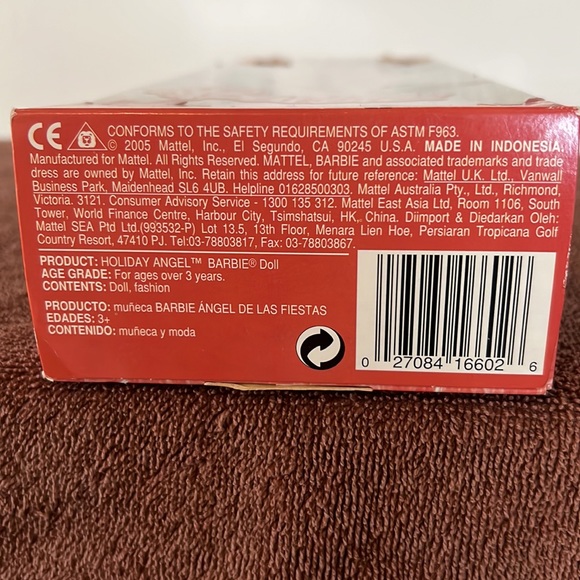 CE CONFORMS TO THE SAFETY REQUIREMENTS OF ASTM F963.
© 2005 Mattel, Inc., El Segundo, CA 90245 U.S.A. MADE IN INDONESIA.
Manufactured for Mattel. All Rights Reserved. MATTEL, BARBIE and associated trademarks and trade
dress are owned by Mattel, Inc. Retain this address for future reference: Mattel U.K. Ltd., Vanwall
Business Park, Maidenhead SL6 4UB. Helpline 01628500303. Mattel Australia Pty., Ltd., Richmond,
Victoria. 3121. Consumer Advisory Service - 1300 135 312. Mattel East Asia Ltd, Room 1106, South
Tower, World Finance Centre, Harbour City, Tsimshatsui, HK,. China. Diimport & Diedarkan Oleh:
Mattel SEA Ptd Ltd.(993532-P) Lot 13.5, 13th Floor, Menara Lien Hoe, Persiaran Tropicana Golf
Country Resort, 47410 PJ. Tel:03-78803817, Fax: 03-78803867.
PRODUCT: HOLIDAY ANGEL™ BARBIE® Doll
AGE GRADE: For ages over 3 years.
CONTENTS: Doll, fashion
PRODUCTO: muñeca BARBIE ÁNGEL DE LAS FIESTAS
EDADES: 3+
CONTENIDO: muñeca y moda
0 27084 16602 6